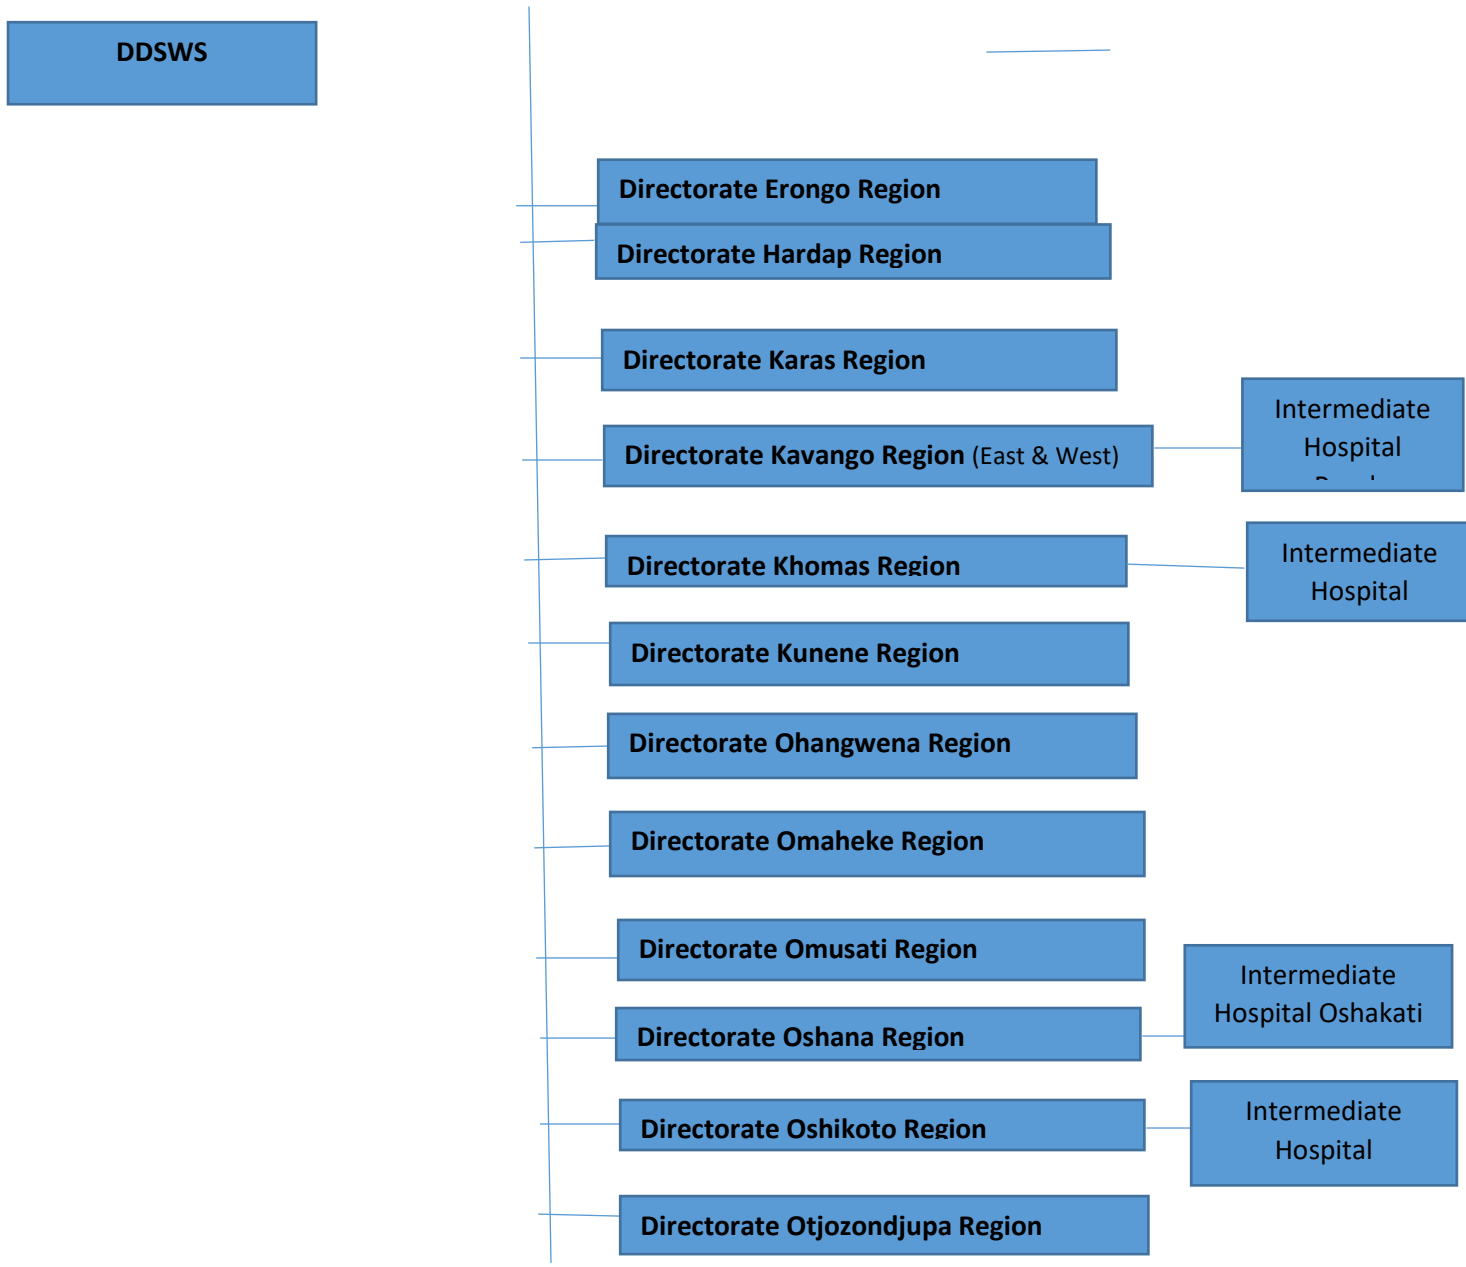 DDSWS
Directorate Erongo Region
Directorate Hardap Region
Directorate Karas Region
Directorate Kavango Region (East & West)
Intermediate
Hospital
Directorate Khomas Region
Intermediate
Hospital
Directorate Kunene Region
Directorate Ohangwena Region
Directorate Omaheke Region
Directorate Omusati Region
Directorate Oshana Region
Intermediate
Hospital Oshakati
Directorate Oshikoto Region
Intermediate
Hospital
Directorate Otjozondjupa Region